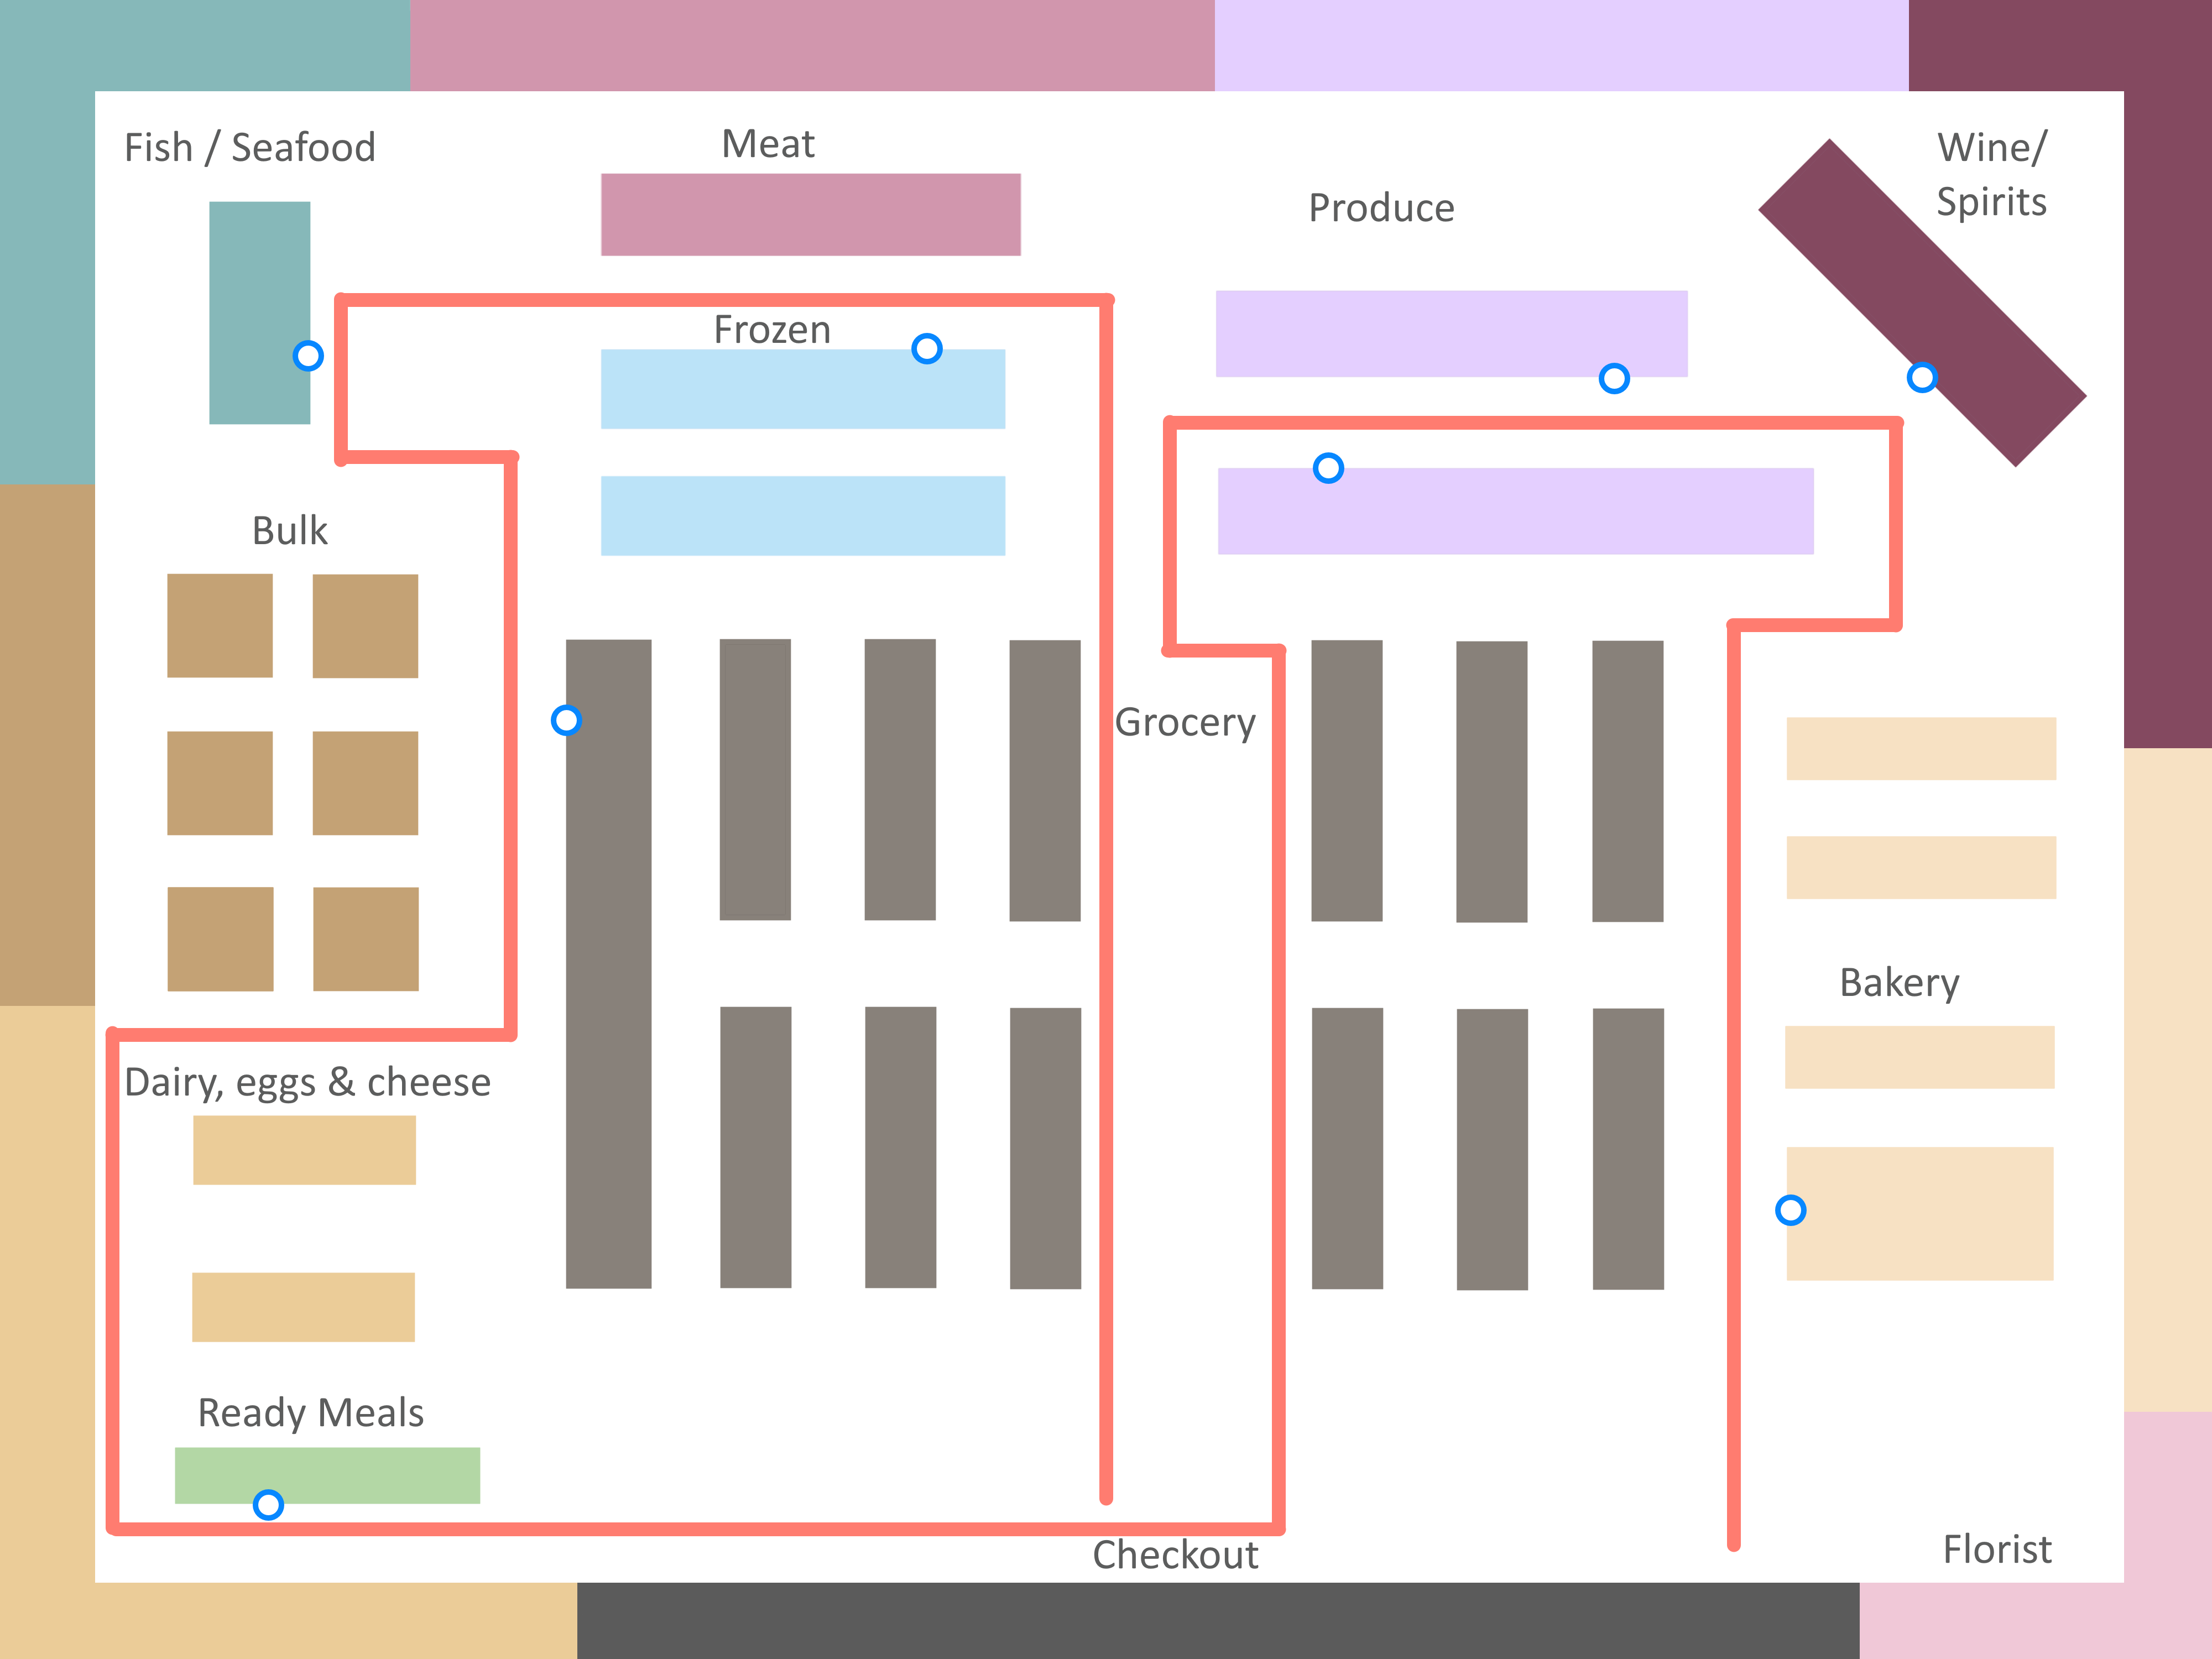 Fish / Seafood
Meat
Wine/
Spirits
Produce
Frozen
Bulk
Grocery
Bakery
Dairy, eggs & cheese
Ready Meals
Checkout
Florist